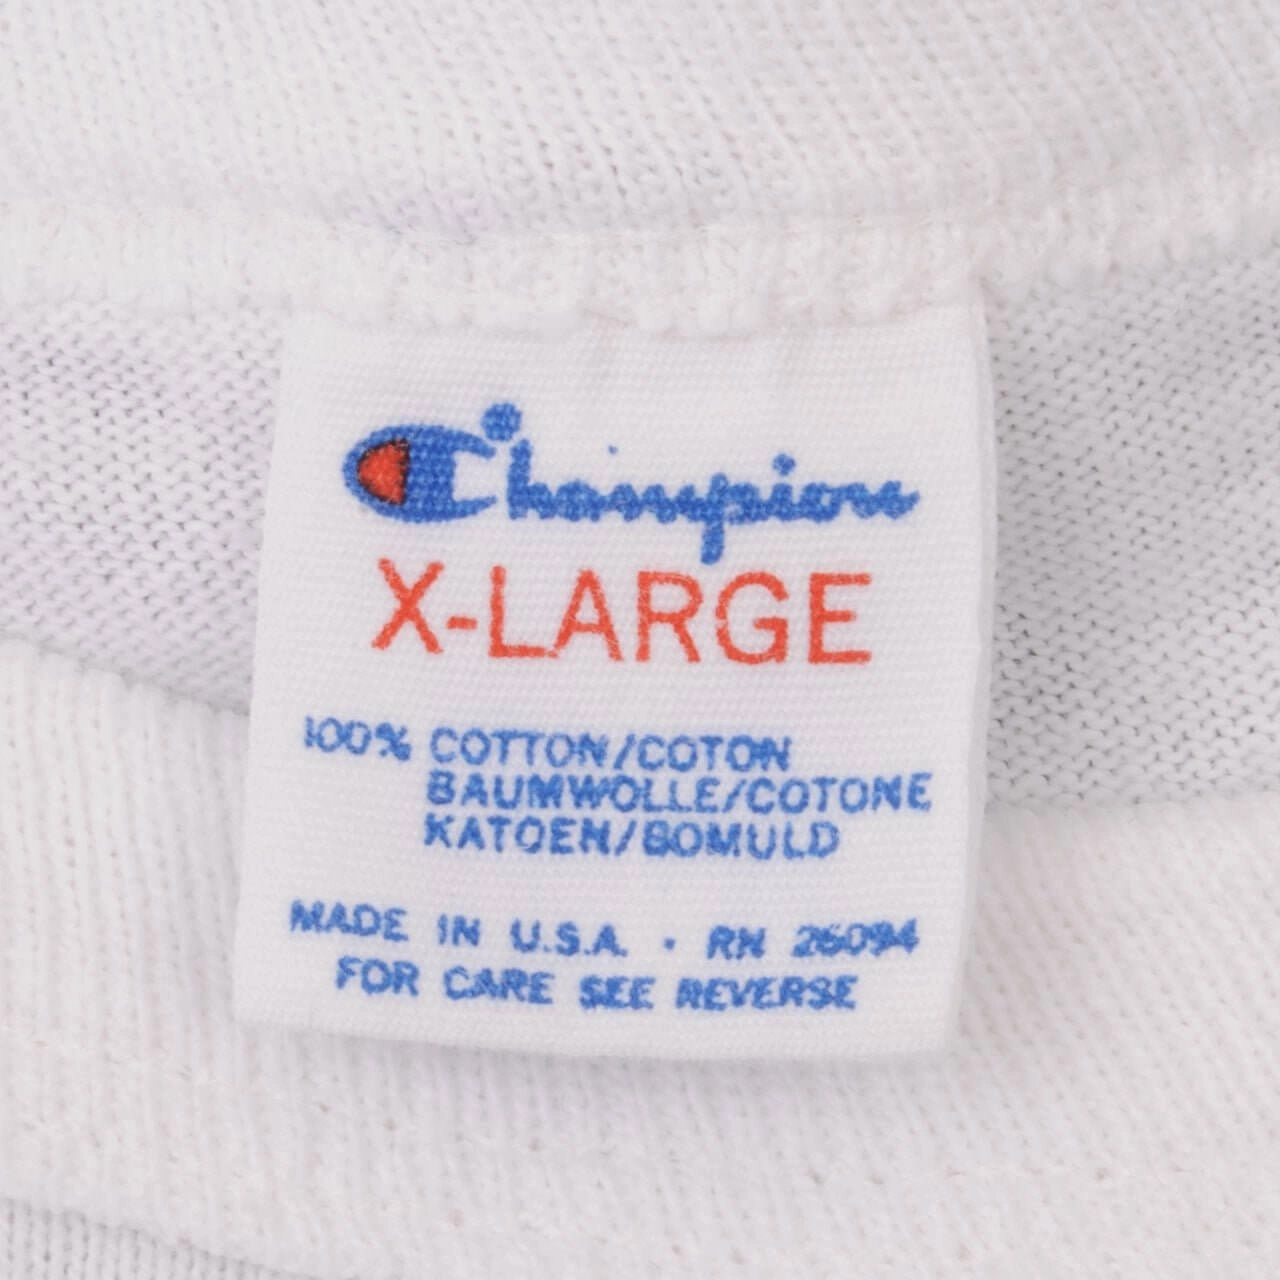 Champion
X-LARGE
100% COTTON/COTON
BAUMWOLLE/COTONE
KATOEN/BOMULD
MADE IN U.S.A. · RN 26094
FOR CARE SEE REVERSE